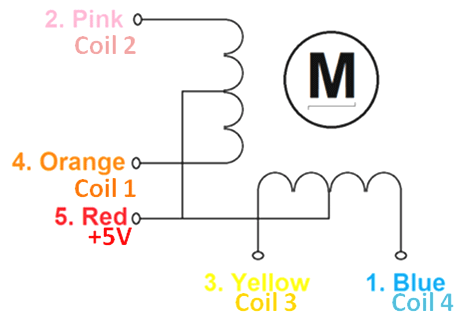 2. Pink
Coil 2
M
4. Orange
Coil 1
5. Red
+5V
3. Yellow
Coil 3
1. Blue
Coil 4